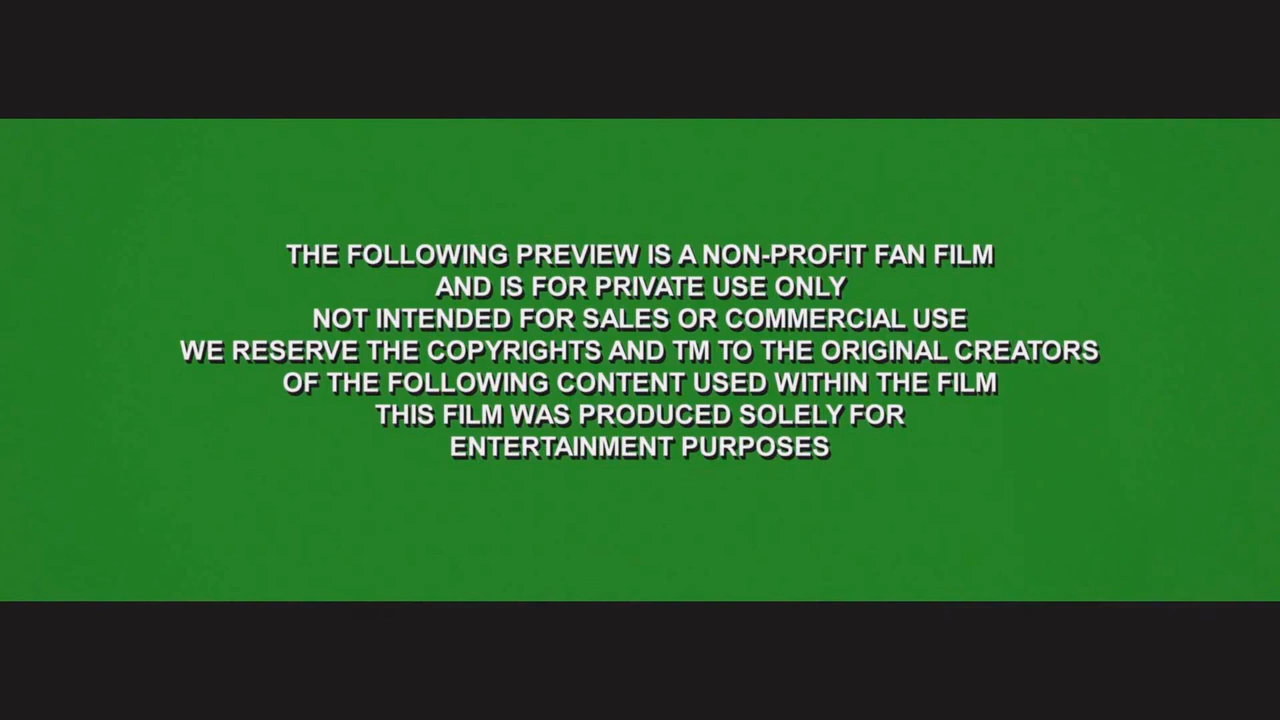 THE FOLLOWING PREVIEW IS A NON-PROFIT FAN FILM
AND IS FOR PRIVATE USE ONLY
NOT INTENDED FOR SALES OR COMMERCIAL USE
WE RESERVE THE COPYRIGHTS AND TM TO THE ORIGINAL CREATORS
OF THE FOLLOWING CONTENT USED WITHIN THE FILM
THIS FILM WAS PRODUCED SOLELY FOR
ENTERTAINMENT PURPOSES